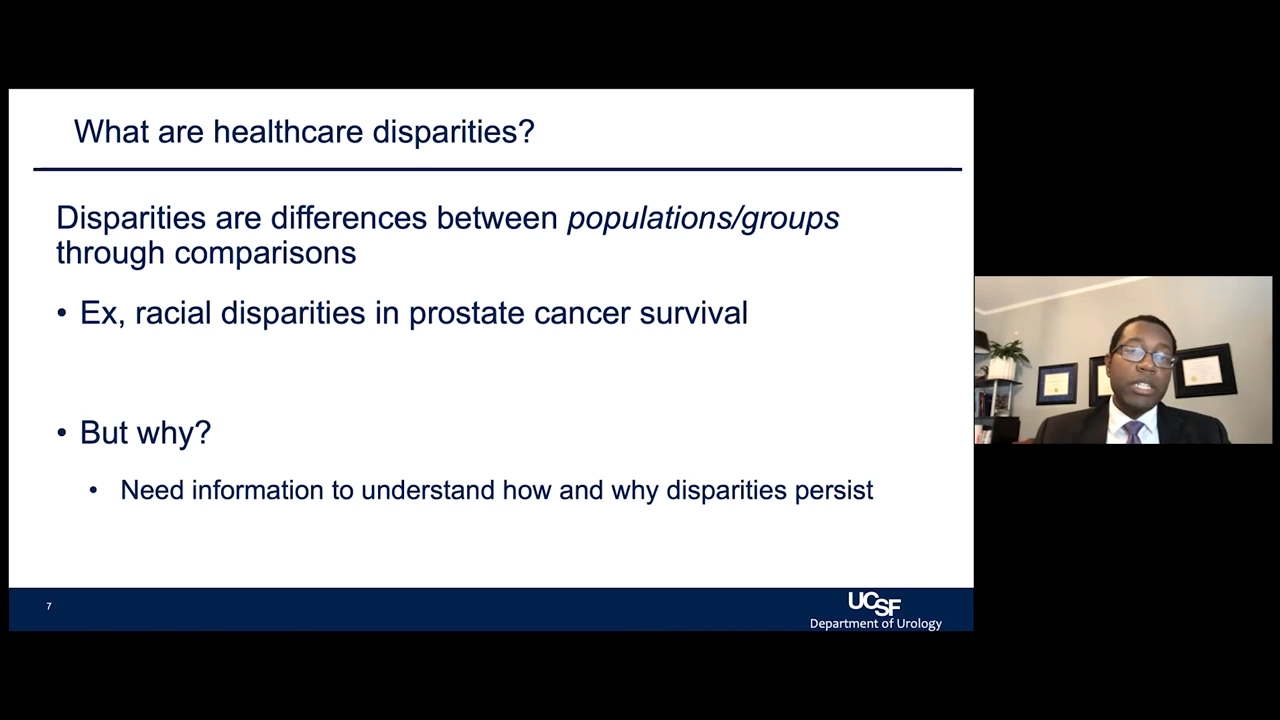 What are healthcare disparities?
Disparities are differences between populations/groups
through comparisons
• Ex, racial disparities in prostate cancer survival
• But why?
• Need information to understand how and why disparities persist
7
UCSF
Department of Urology